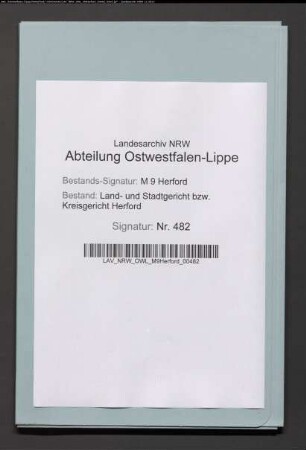 Landesarchiv NRW
Abteilung Ostwestfalen-Lippe
Bestands-Signatur: M 9 Herford
Bestand: Land- und Stadtgericht bzw.
Kreisgericht Herford
Signatur: Nr. 482
LAV_NRW_OWL_M9Herford_00482